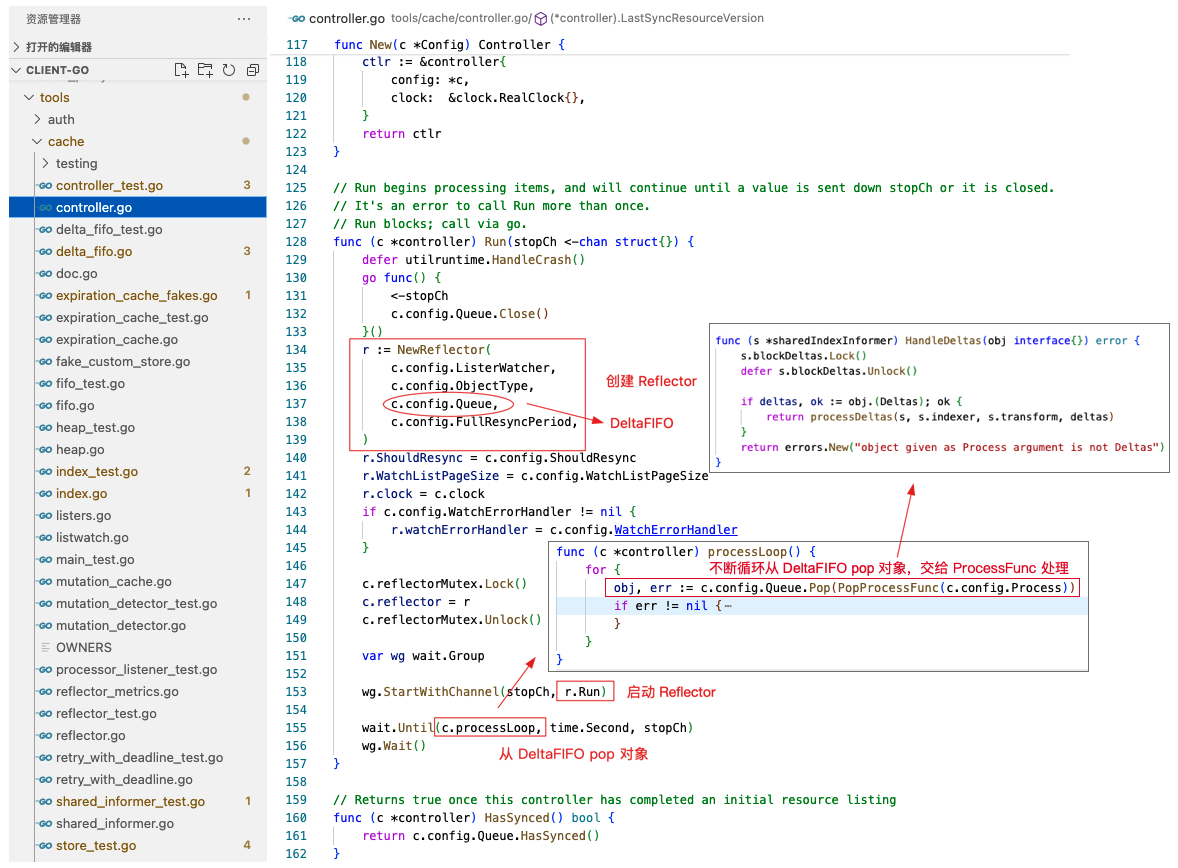 资源管理器
打开的编辑器
CLIENT-GO
tools
auth
cache
testing
controller_test.go 3
controller.go
delta_fifo_test.go
delta_fifo.go 3
doc.go
expiration_cache_fakes.go 1
expiration_cache_test.go
expiration_cache.go
fake_custom_store.go
fifo_test.go
fifo.go
heap_test.go
heap.go
index_test.go 2
index.go 1
listers.go
listwatch.go
main_test.go
mutation_cache.go
mutation_detector_test.go
mutation_detector.go
OWNERS
processor_listener_test.go
reflector_metrics.go
reflector_test.go
reflector.go
retry_with_deadline_test.go
retry_with_deadline.go
shared_informer_test.go 1
shared_informer.go
store_test.go 4
controller.go tools/cache/controller.go/ (*controller).LastSyncResourceVersion
117 func New(c *Config) Controller {
118 ctlr := &controller{
119 config: *c,
120 clock: &clock.RealClock{},
121 }
122 return ctlr
123 }
124
125 // Run begins processing items, and will continue until a value is sent down stopCh or it is closed.
126 // It's an error to call Run more than once.
127 // Run blocks; call via go.
128 func (c *controller) Run(stopCh <-chan struct{}) {
129 defer utilruntime.HandleCrash()
130 go func() {
131 <-stopCh
132 c.config.Queue.Close()
133 }()
134 r := NewReflector(
135 c.config.ListerWatcher,
136 c.config.ObjectType,
137 c.config.Queue,
138 c.config.FullResyncPeriod,
139 )
140 r.ShouldResync = c.config.ShouldResync
141 r.WatchListPageSize = c.config.WatchListPageSize
142 r.clock = c.clock
143 if c.config.WatchErrorHandler != nil {
144 r.watchErrorHandler = c.config.WatchErrorHandler
145 }
146
147 c.reflectorMutex.Lock()
148 c.reflector = r
149 c.reflectorMutex.Unlock()
150
151 var wg wait.Group
152
153 wg.StartWithChannel(stopCh, r.Run)
154
155 wait.Until(c.processLoop, time.Second, stopCh)
156 wg.Wait()
157 }
158
159 // Returns true once this controller has completed an initial resource listing
160 func (c *controller) HasSynced() bool {
161 return c.config.Queue.HasSynced()
162 }
创建 Reflector
DeltaFIFO
func (s *sharedIndexInformer) HandleDeltas(obj interface{}) error {
s.blockDeltas.Lock()
defer s.blockDeltas.Unlock()
if deltas, ok := obj.(Deltas); ok {
return processDeltas(s, s.indexer, s.transform, deltas)
}
return errors.New("object given as Process argument is not Deltas")
}
func (c *controller) processLoop() {
for {
不断循环从 DeltaFIFO pop 对象，交给 ProcessFunc 处理
obj, err := c.config.Queue.Pop(PopProcessFunc(c.config.Process))
if err != nil {⋯
}
}
}
启动 Reflector
从 DeltaFIFO pop 对象